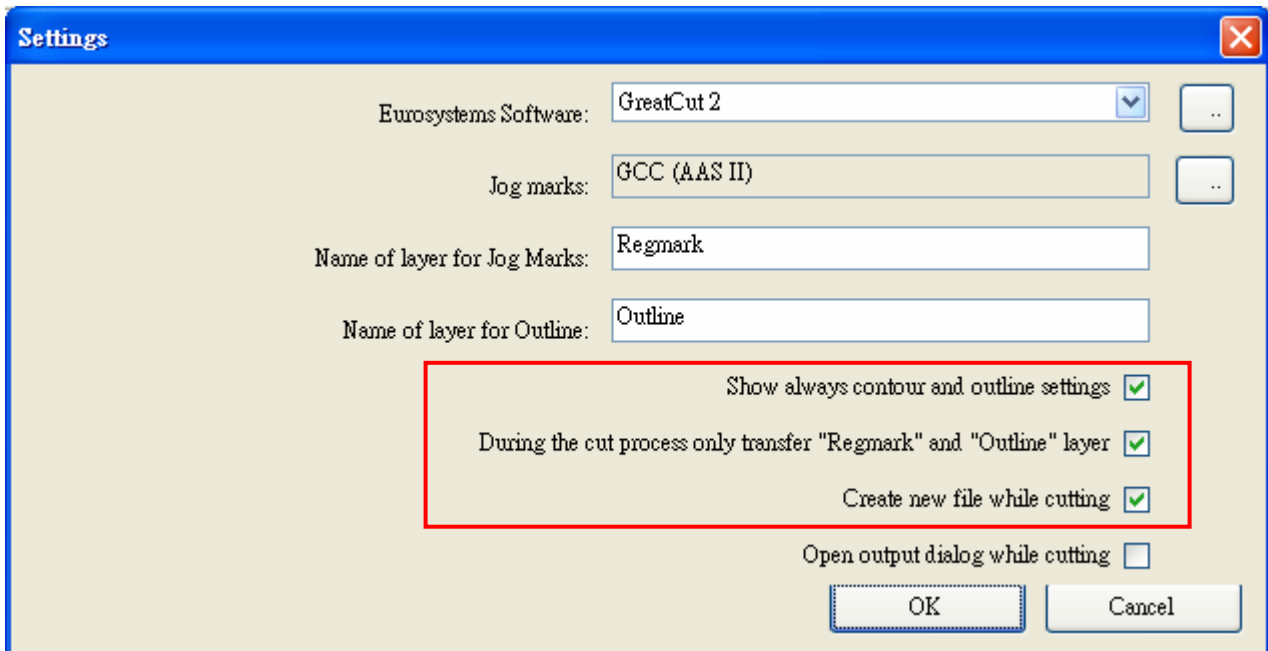 Settings
Eurosystems Software: GreatCut 2 ..
Jog marks: GCC (AAS II) ..
Name of layer for Jog Marks: Regmark
Name of layer for Outline: Outline
Show always contour and outline settings
During the cut process only transfer "Regmark" and "Outline" layer
Create new file while cutting
Open output dialog while cutting
OK Cancel